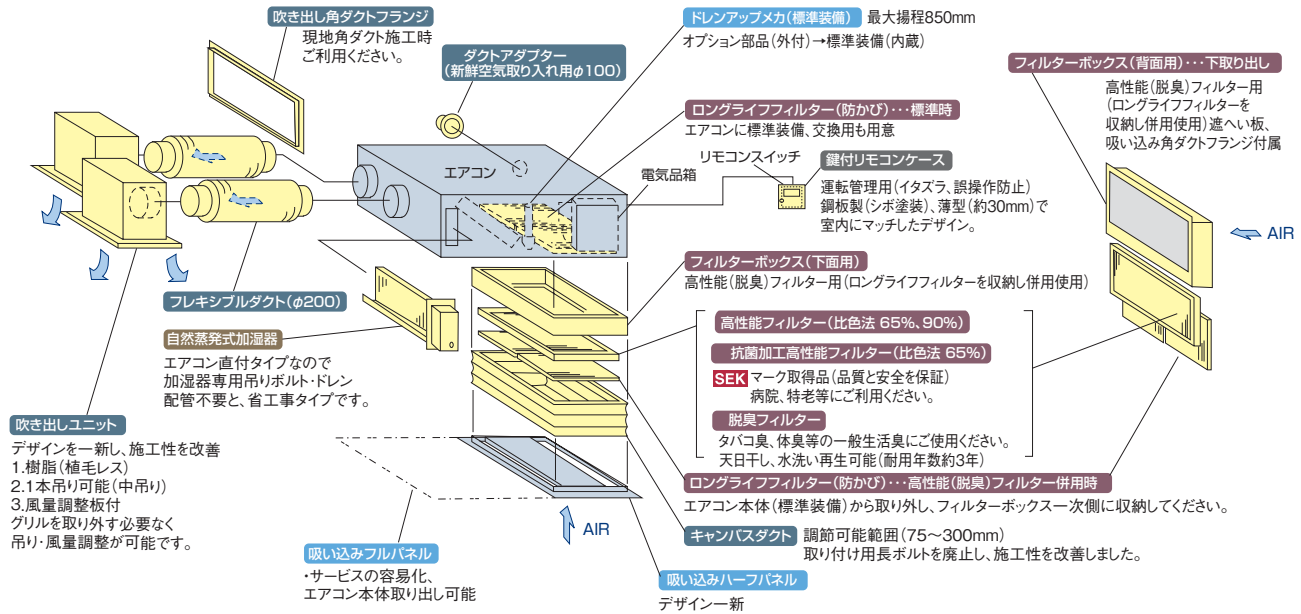 吹き出し角ダクトフランジ
現地角ダクト施工時
ご利用ください。
ダクトアダプター
(新鮮空気取り入れ用φ100)
ドレンアップメカ(標準装備) 最大揚程850mm
オプション部品(外付)→標準装備(内蔵)
ロングライフフィルター(防かび)･･･標準時
エアコンに標準装備、交換用も用意
エアコン
電気品箱
リモコンスイッチ
鍵付リモコンケース
運転管理用(イタズラ、誤操作防止)
鋼板製(シボ塗装)、薄型(約30mm)で
室内にマッチしたデザイン。
フィルターボックス(背面用)･･･下取り出し
高性能(脱臭)フィルター用
(ロングライフフィルターを
収納し併用使用)遮へい板、
吸い込み角ダクトフランジ付属
AIR
フィルターボックス(下面用)
高性能(脱臭)フィルター用(ロングライフフィルターを収納し併用使用)
フレキシブルダクト(φ200)
自然蒸発式加湿器
エアコン直付タイプなので
加湿器専用吊りボルト･ドレン
配管不要と、省工事タイプです。
高性能フィルター(比色法 65%、90%)
抗菌加工高性能フィルター(比色法 65%)
SEK マーク取得品(品質と安全を保証)
病院、特老等にご利用ください。
脱臭フィルター
タバコ臭、体臭等の一般生活臭にご使用ください。
天日干し、水洗い再生可能(耐用年数約3年)
ロングライフフィルター(防かび)･･･高性能(脱臭)フィルター併用時
エアコン本体(標準装備)から取り外し、フィルターボックス一次側に収納してください。
吹き出しユニット
デザインを一新し、施工性を改善
1.樹脂(植毛レス)
2.1本吊り可能(中吊り)
3.風量調整板付
グリルを取り外す必要なく
吊り･風量調整が可能です。
AIR
キャンバスダクト 調節可能範囲(75～300mm)
取り付け用長ボルトを廃止し、施工性を改善しました。
吸い込みフルパネル
･サービスの容易化、
エアコン本体取り出し可能
吸い込みハーフパネル
デザイン一新